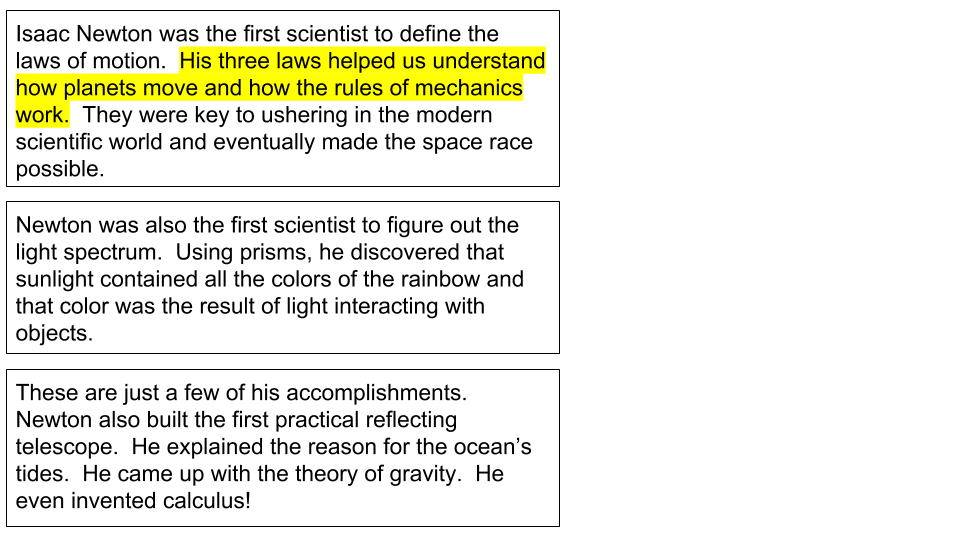 Isaac Newton was the first scientist to define the
laws of motion.  His three laws helped us understand
how planets move and how the rules of mechanics
work.  They were key to ushering in the modern
scientific world and eventually made the space race
possible.
Newton was also the first scientist to figure out the
light spectrum.  Using prisms, he discovered that
sunlight contained all the colors of the rainbow and
that color was the result of light interacting with
objects.
These are just a few of his accomplishments.
Newton also built the first practical reflecting
telescope.  He explained the reason for the ocean’s
tides.  He came up with the theory of gravity.  He
even invented calculus!